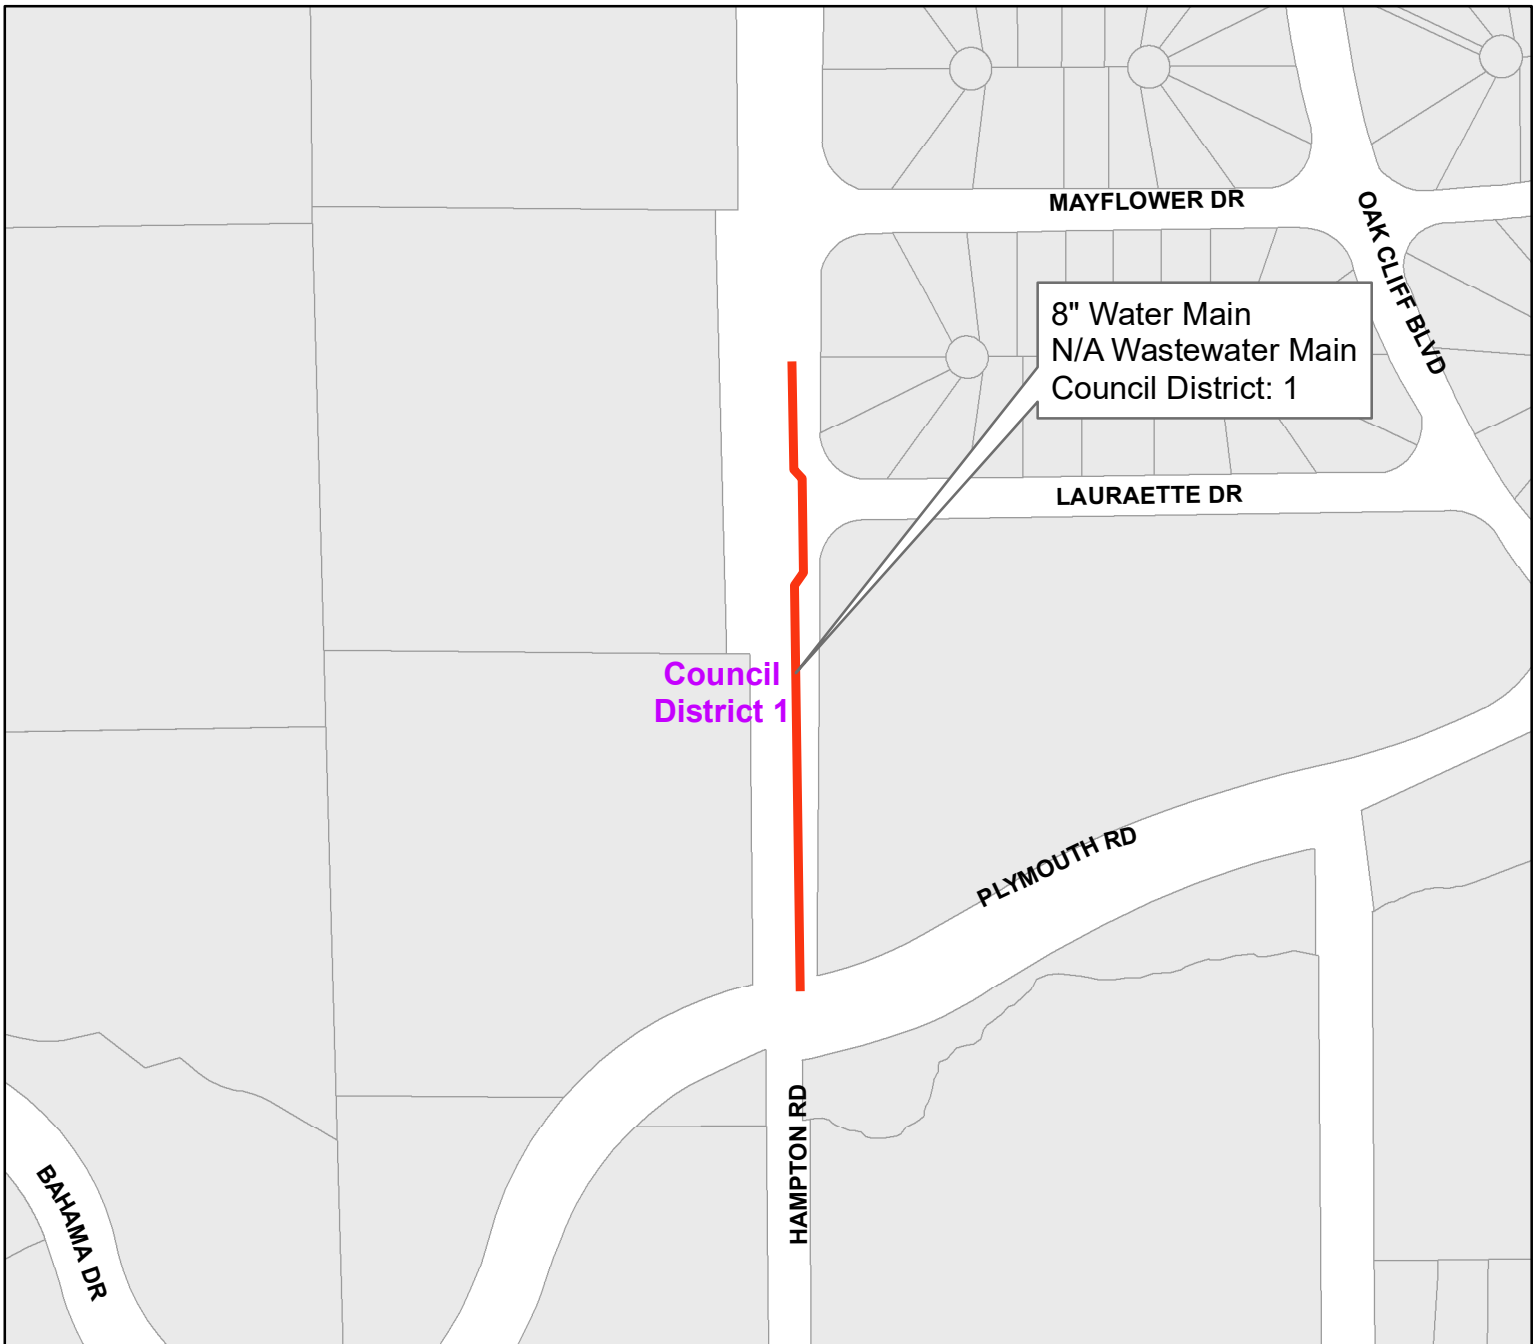 MAYFLOWER DR
OAK CLIFF BLVD
8" Water Main
N/A Wastewater Main
Council District: 1
LAURAETTE DR
Council
District 1
PLYMOUTH RD
HAMPTON RD
BAHAMA DR